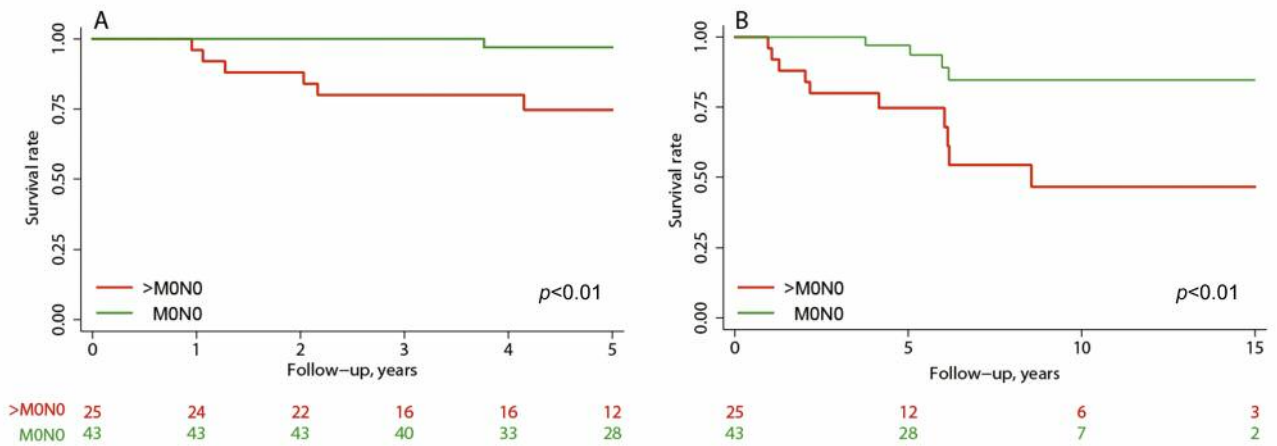 A
1.00
0.75
0.50
0.25
0.00
Survival rate
>M0N0
M0N0
p<0.01
0 1 2 3 4 5
Follow-up, years
>M0N0 25 24 22 16 16 12
M0N0 43 43 43 40 33 28
B
1.00
0.75
0.50
0.25
0.00
Survival rate
>M0N0
M0N0
p<0.01
0 5 10 15
Follow-up, years
25 12 6 3
43 28 7 2